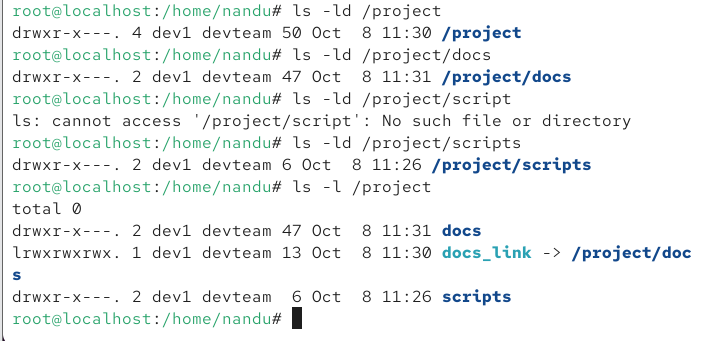 root@localhost:/home/nandu# ls -ld /project
drwxr-x---. 4 dev1 devteam 50 Oct  8 11:30 /project
root@localhost:/home/nandu# ls -ld /project/docs
drwxr-x---. 2 dev1 devteam 47 Oct  8 11:31 /project/docs
root@localhost:/home/nandu# ls -ld /project/script
ls: cannot access '/project/script': No such file or directory
root@localhost:/home/nandu# ls -ld /project/scripts
drwxr-x---. 2 dev1 devteam 6 Oct  8 11:26 /project/scripts
root@localhost:/home/nandu# ls -l /project
total 0
drwxr-x---. 2 dev1 devteam 47 Oct  8 11:31 docs
lrwxrwxrwx. 1 dev1 devteam 13 Oct  8 11:30 docs_link -> /project/doc
s
drwxr-x---. 2 dev1 devteam  6 Oct  8 11:26 scripts
root@localhost:/home/nandu#